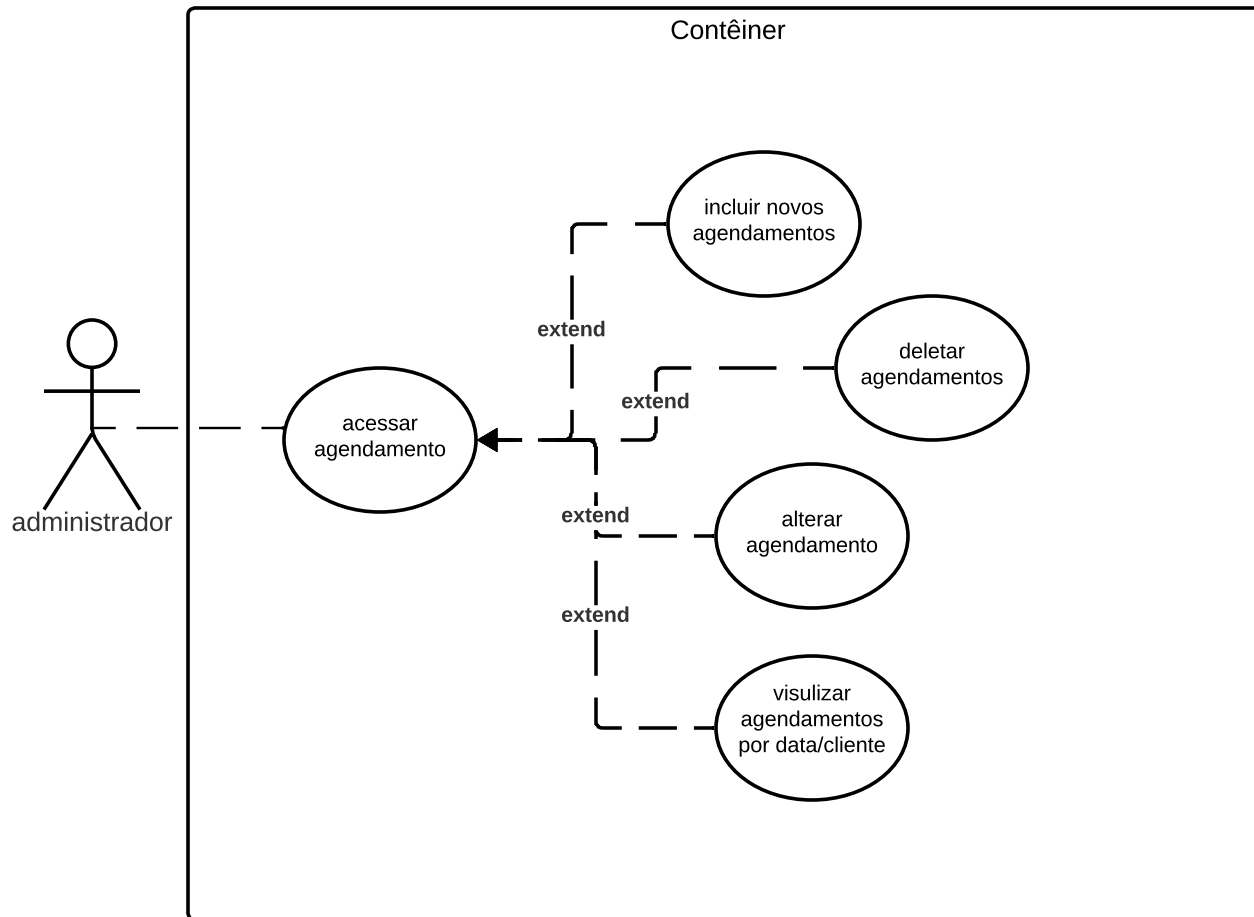 Contêiner
incluir novos
agendamentos
extend
deletar
agendamentos
extend
acessar
agendamento
administrador
extend
alterar
agendamento
extend
visulizar
agendamentos
por data/cliente